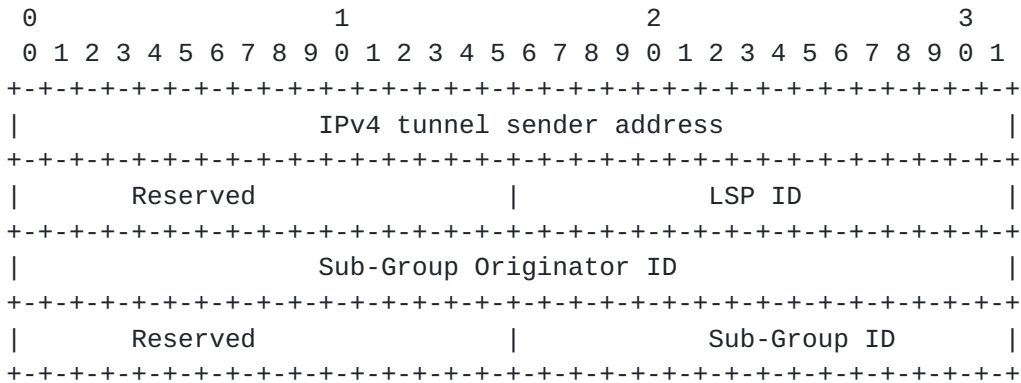 0                   1                   2                   3
 0 1 2 3 4 5 6 7 8 9 0 1 2 3 4 5 6 7 8 9 0 1 2 3 4 5 6 7 8 9 0 1
+-+-+-+-+-+-+-+-+-+-+-+-+-+-+-+-+-+-+-+-+-+-+-+-+-+-+-+-+-+-+-+-+
|                   IPv4 tunnel sender address                  |
+-+-+-+-+-+-+-+-+-+-+-+-+-+-+-+-+-+-+-+-+-+-+-+-+-+-+-+-+-+-+-+-+
|       Reserved                |            LSP ID             |
+-+-+-+-+-+-+-+-+-+-+-+-+-+-+-+-+-+-+-+-+-+-+-+-+-+-+-+-+-+-+-+-+
|                   Sub-Group Originator ID                     |
+-+-+-+-+-+-+-+-+-+-+-+-+-+-+-+-+-+-+-+-+-+-+-+-+-+-+-+-+-+-+-+-+
|       Reserved                |            Sub-Group ID       |
+-+-+-+-+-+-+-+-+-+-+-+-+-+-+-+-+-+-+-+-+-+-+-+-+-+-+-+-+-+-+-+-+